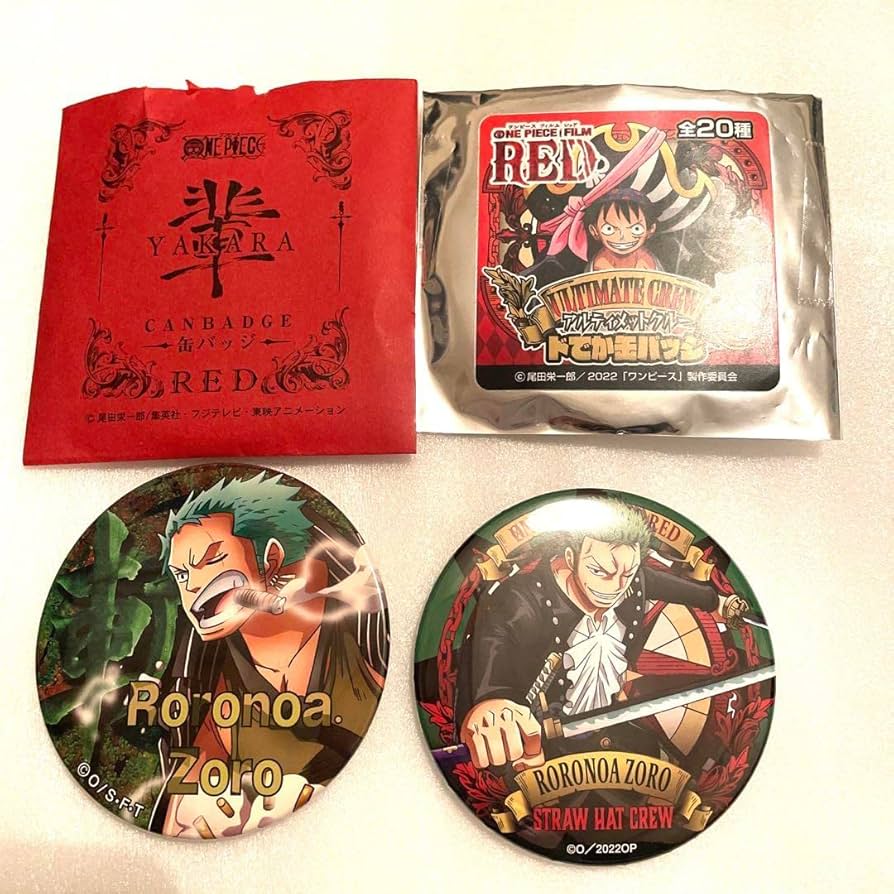 ONE PIECE
輩
YAKARA
CANBADGE
缶バッジ
RED
©尾田栄一郎/集英社・フジテレビ・東映アニメーション
ワンピース フィルム レッド
ONE PIECE FILM
RED
全20種
ULTIMATE CREW
アルティメットクルー
ドでか缶バッジ
©尾田栄一郎/2022「ワンピース」製作委員会
斬
Roronoa.
Zoro
©O/S・F・T
RED
RORONOA ZORO
STRAW HAT CREW
©O/2022OP